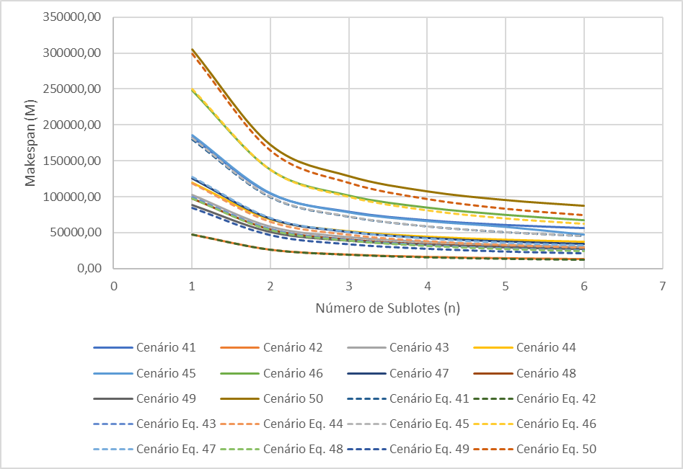 350000,00
300000,00
250000,00
200000,00
150000,00
100000,00
50000,00
0,00
Makespan (M)
0 1 2 3 4 5 6 7
Número de Sublotes (n)
Cenário 41 Cenário 42 Cenário 43 Cenário 44
Cenário 45 Cenário 46 Cenário 47 Cenário 48
Cenário 49 Cenário 50 Cenário Eq. 41 Cenário Eq. 42
Cenário Eq. 43 Cenário Eq. 44 Cenário Eq. 45 Cenário Eq. 46
Cenário Eq. 47 Cenário Eq. 48 Cenário Eq. 49 Cenário Eq. 50